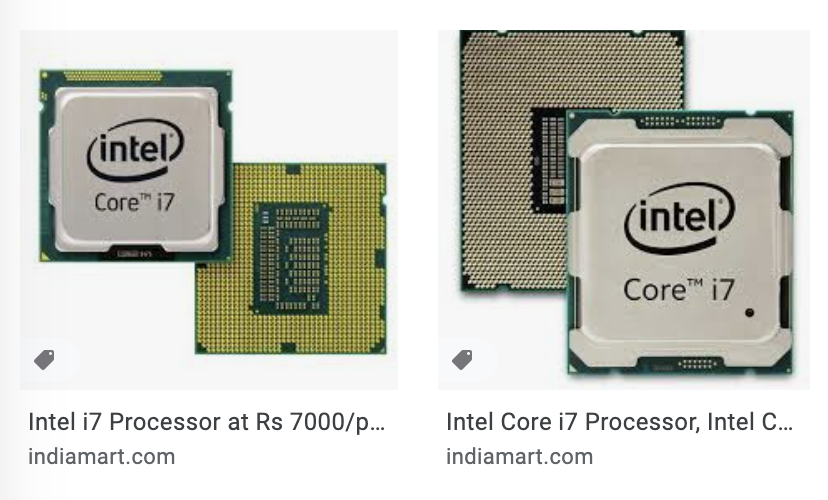 intel®
Core™ i7
intel®
Core™ i7
Intel i7 Processor at Rs 7000/p...
indiamart.com
Intel Core i7 Processor, Intel C...
indiamart.com